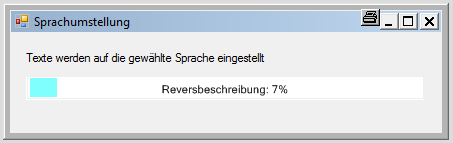 Sprachumstellung
Texte werden auf die gewählte Sprache eingestellt
Reversbeschreibung: 7%